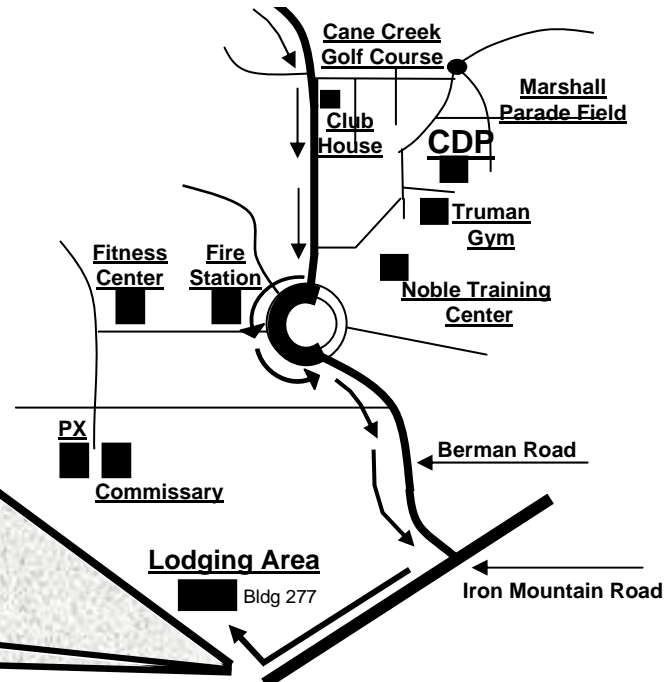 Cane Creek
Golf Course
Marshall
Parade Field
Club
House
CDP
Truman
Gym
Fitness
Center
Fire
Station
Noble Training
Center
PX
Commissary
Berman Road
Lodging Area
Bldg 277
Iron Mountain Road